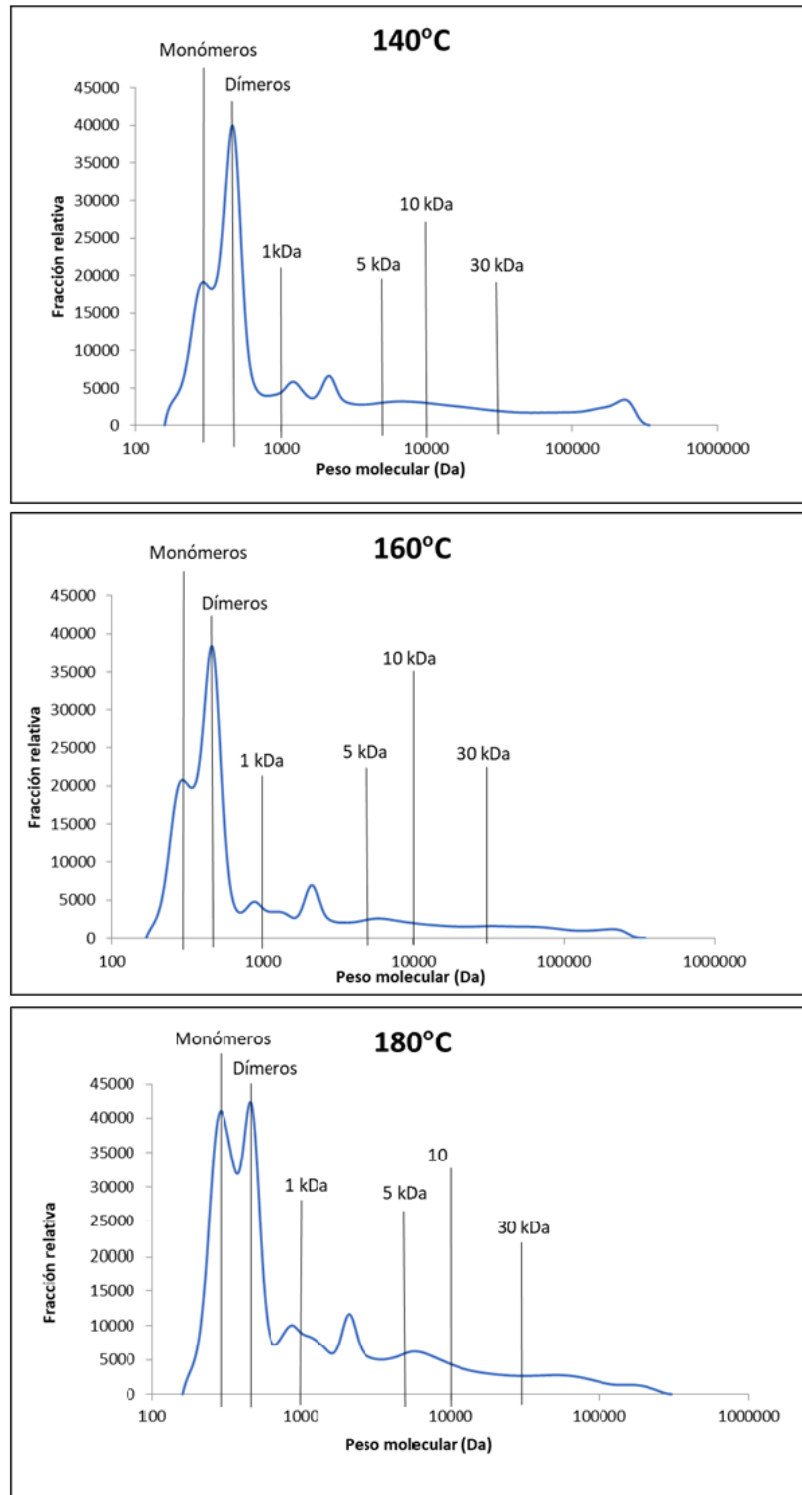 140°C
Monómeros
Dímeros
45000
40000
35000
30000
25000
20000
15000
10000
5000
0
Fracción relativa
1kDa
5 kDa
10 kDa
30 kDa
100 1000 10000 100000 1000000
Peso molecular (Da)
160°C
Monómeros
Dímeros
45000
40000
35000
30000
25000
20000
15000
10000
5000
0
Fracción relativa
1 kDa
5 kDa
10 kDa
30 kDa
100 1000 10000 100000 1000000
Peso molecular (Da)
180°C
Monómeros
Dímeros
45000
40000
35000
30000
25000
20000
15000
10000
5000
0
Fracción relativa
1 kDa
5 kDa
10
30 kDa
100 1000 10000 100000 1000000
Peso molecular (Da)